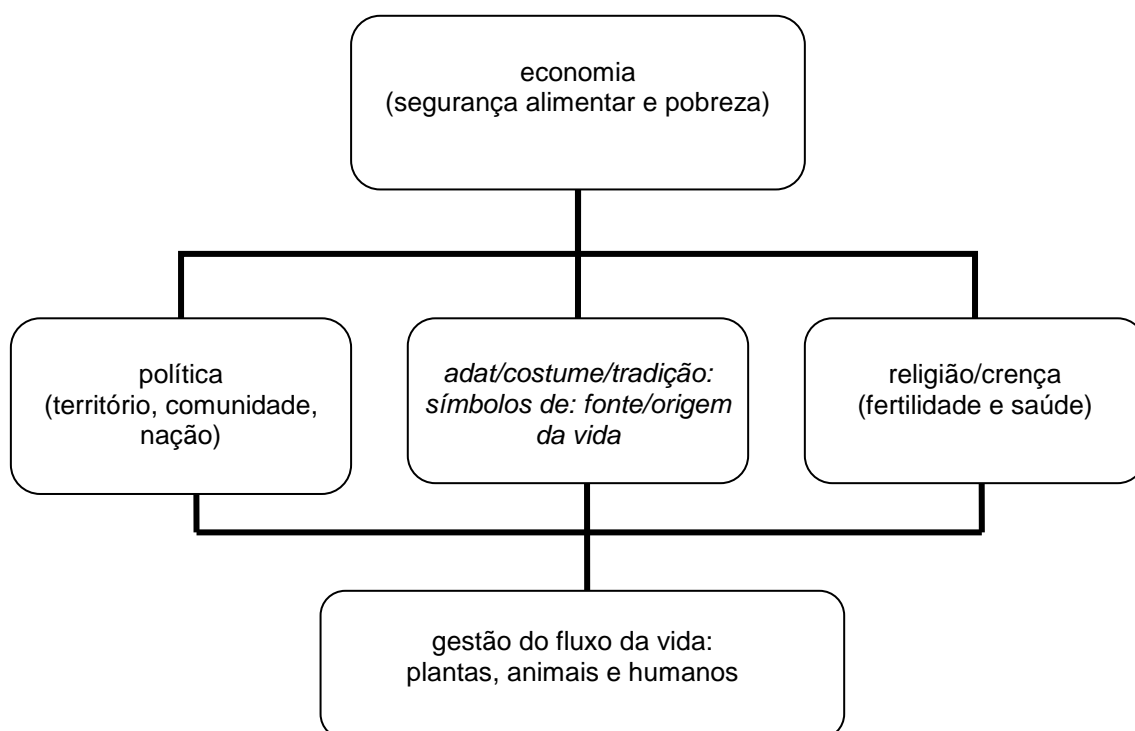 economia
(segurança alimentar e pobreza)
política
(território, comunidade,
nação)
adat/costume/tradição:
símbolos de: fonte/origem
da vida
religião/crença
(fertilidade e saúde)
gestão do fluxo da vida:
plantas, animais e humanos